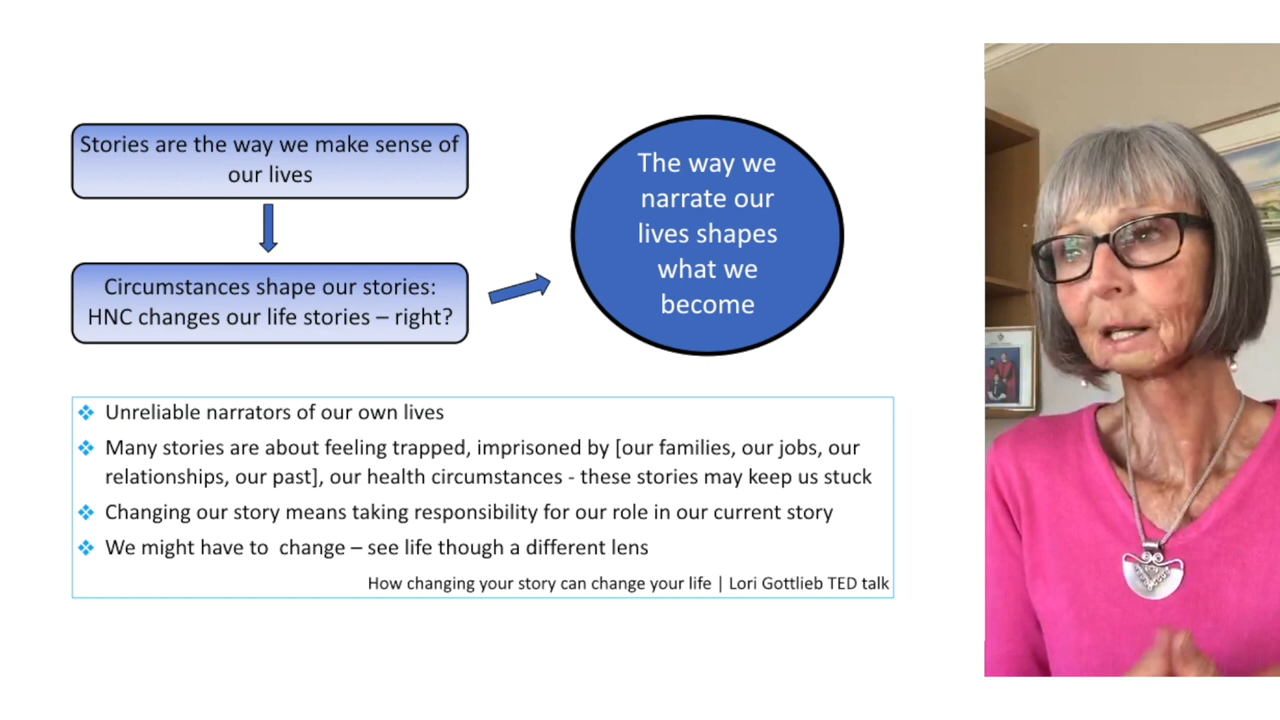 Stories are the way we make sense of
our lives
Circumstances shape our stories:
HNC changes our life stories – right?
The way we
narrate our
lives shapes
what we
become
Unreliable narrators of our own lives
Many stories are about feeling trapped, imprisoned by [our families, our jobs, our
relationships, our past], our health circumstances - these stories may keep us stuck
Changing our story means taking responsibility for our role in our current story
We might have to  change – see life though a different lens
How changing your story can change your life | Lori Gottlieb TED talk